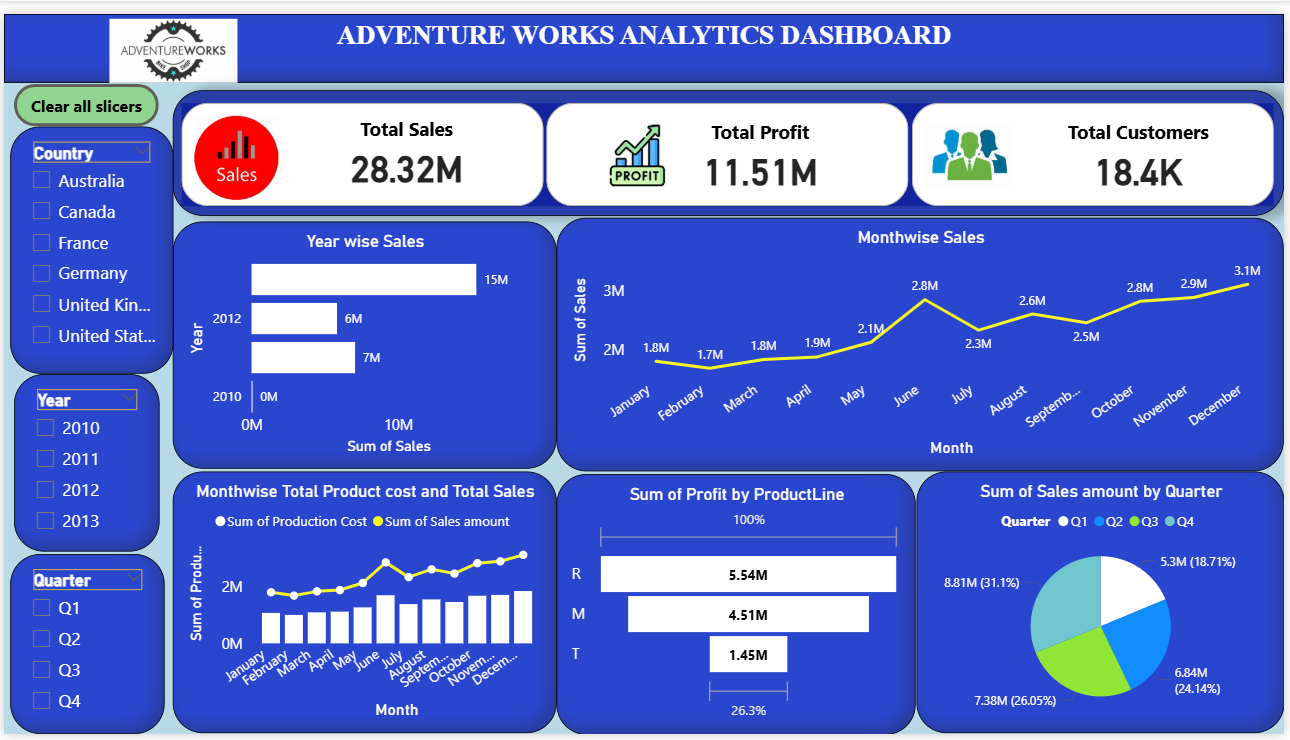 ADVENTURE WORKS ANALYTICS DASHBOARD
ADVENTUREWORKS
BIKE SHOP
Clear all slicers
Country
Australia
Canada
France
Germany
United Kin...
United Stat...
Year
2010
2011
2012
2013
Quarter
Q1
Q2
Q3
Q4
Sales
Total Sales
28.32M
PROFIT
Total Profit
11.51M
Total Customers
18.4K
Year wise Sales
Year
15M
2012
6M
7M
2010
0M
0M
10M
Sum of Sales
Monthwise Sales
Sum of Sales
3M
2M
1.8M
1.7M
1.8M
1.9M
2.1M
2.8M
2.3M
2.6M
2.5M
2.8M
2.9M
3.1M
January
February
March
April
May
June
July
August
Septemb...
October
November
December
Month
Monthwise Total Product cost and Total Sales
Sum of Production Cost
Sum of Sales amount
Sum of Produ...
2M
0M
January
February
March
April
May
June
July
August
Septem...
October
Novem...
Decem...
Month
Sum of Profit by ProductLine
100%
R
5.54M
M
4.51M
T
1.45M
26.3%
Sum of Sales amount by Quarter
Quarter Q1 Q2 Q3 Q4
5.3M (18.71%)
8.81M (31.1%)
6.84M
(24.14%)
7.38M (26.05%)